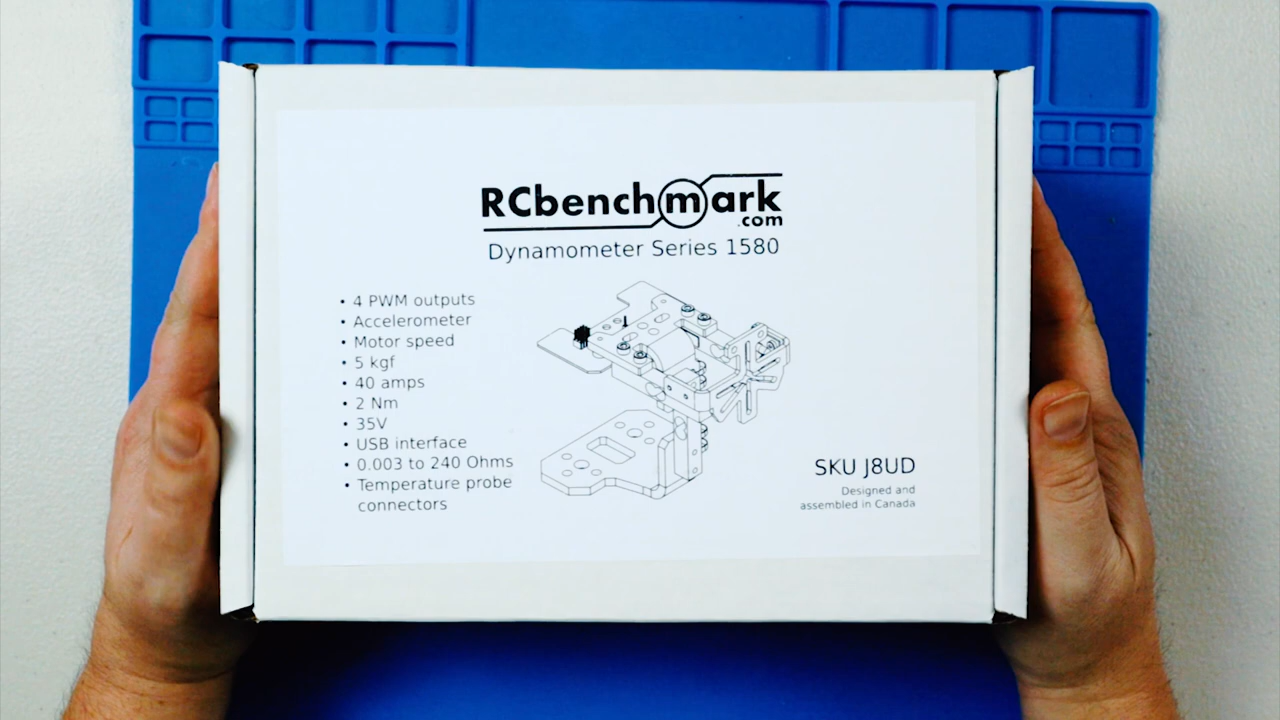 RCbenchmark
.com
Dynamometer Series 1580
• 4 PWM outputs
• Accelerometer
• Motor speed
• 5 kgf
• 40 amps
• 2 Nm
• 35V
• USB interface
• 0.003 to 240 Ohms
• Temperature probe
connectors
SKU J8UD
Designed and
assembled in Canada